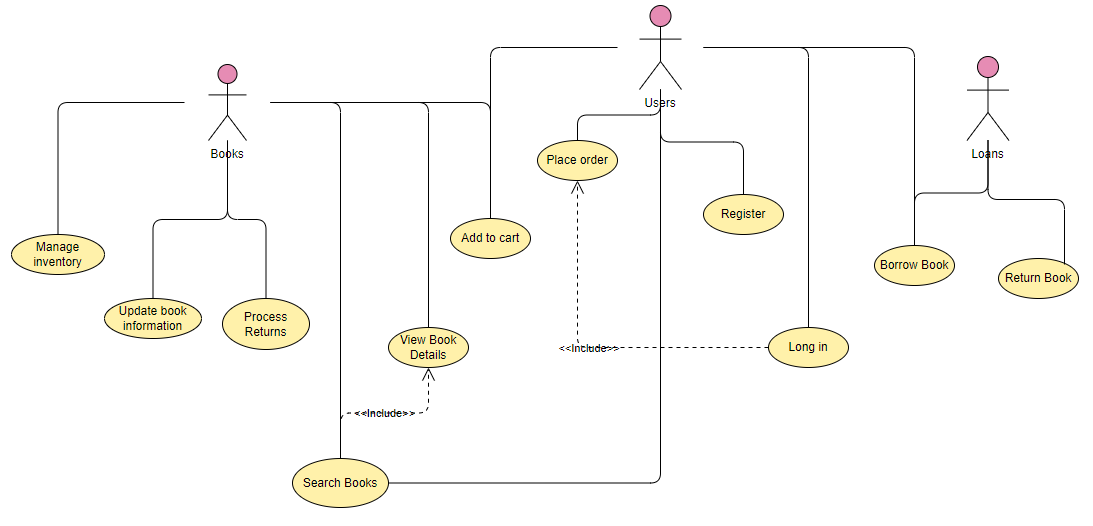 Users
Books
Loans
Place order
Register
Add to cart
Manage
inventory
Borrow Book
Return Book
Update book
information
Process
Returns
View Book
Details
<<Include>>
Long in
<<Include>>
Search Books